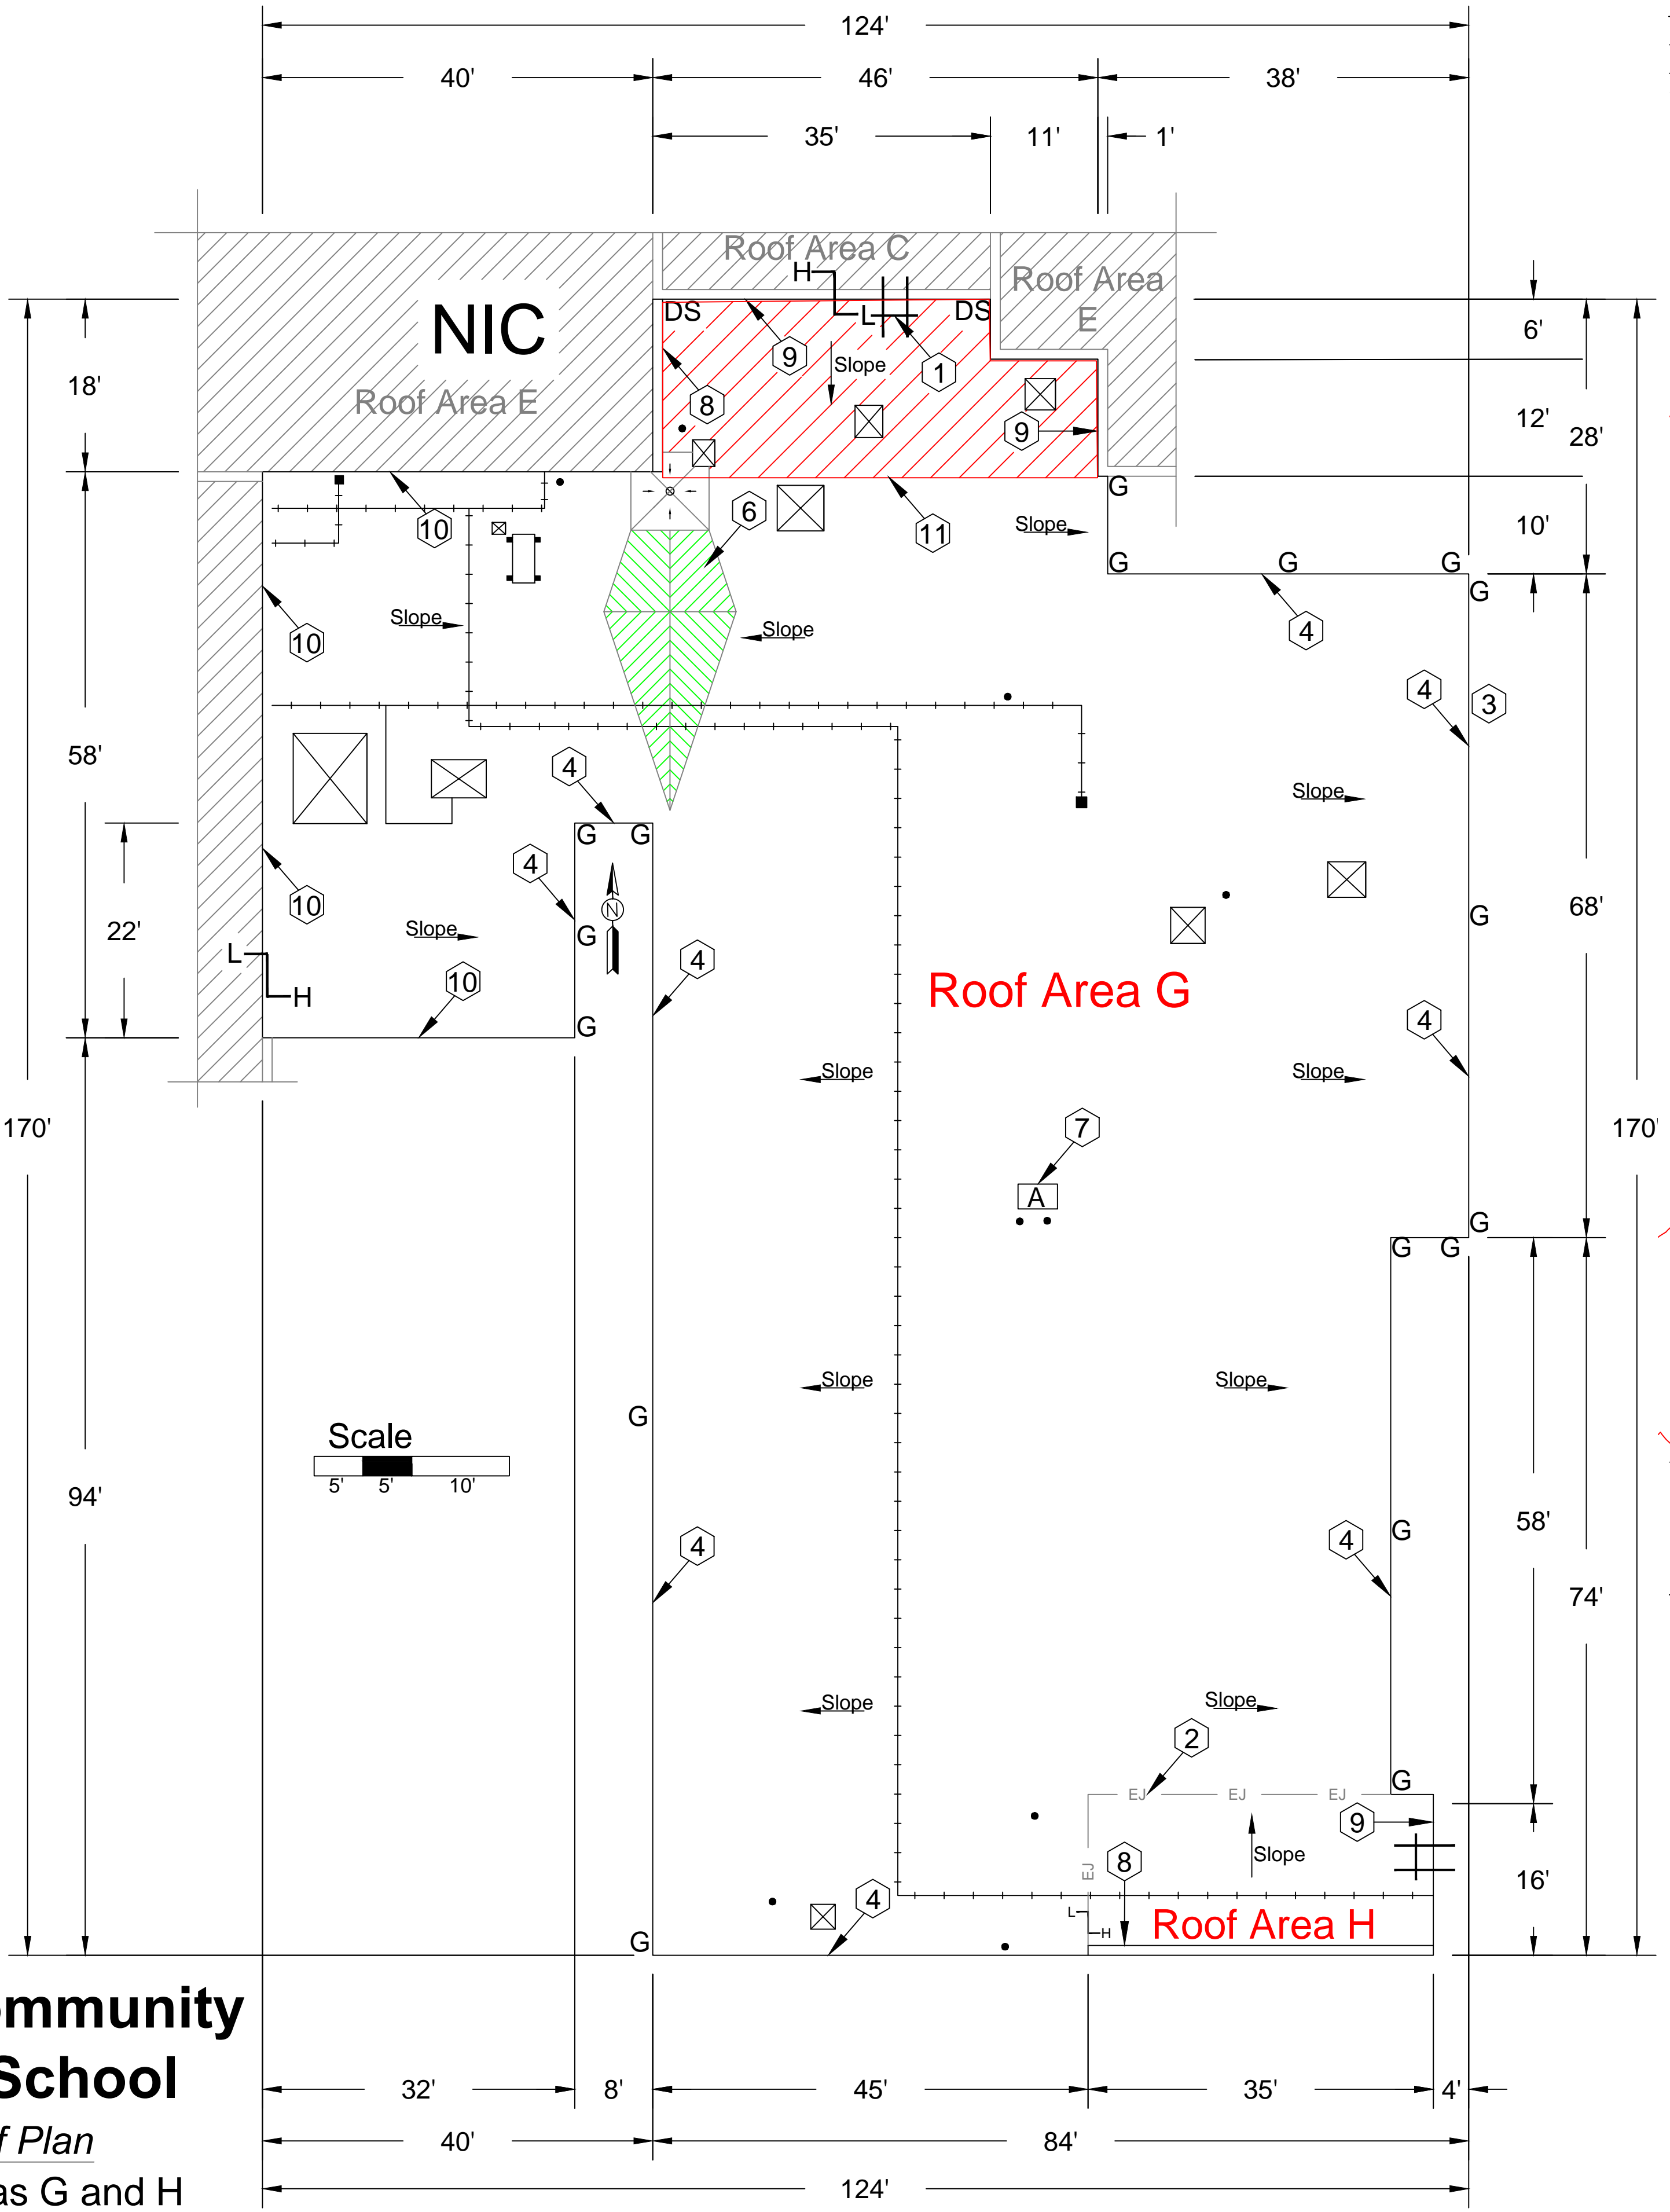 124'
40' 46' 38'
35' 11' 1'
Roof Area C
H
Roof Area
E
NIC
DS L DS
6'
18' 9 Slope 1
Roof Area E 8
12' 28'
9
G
10 6 11 Slope 10'
G G G
G
Slope Slope 4
10
4 3
58' 4
Slope
G G
4
22' N
10 G 68'
G
Slope 4
L
10 Roof Area G
H
G 4
Slope Slope
170' 7 170'
A
G
G G
Slope Slope
G
Scale
5' 5' 10'
94' G 58'
4 4
74'
Slope Slope
2
G
EJ EJ EJ
9
Slope
EJ 8
16'
4
L
H
Roof Area H
G
ommunity
School
32' 8' 45' 35' 4'
f Plan
40' 84'
as G and H
124'